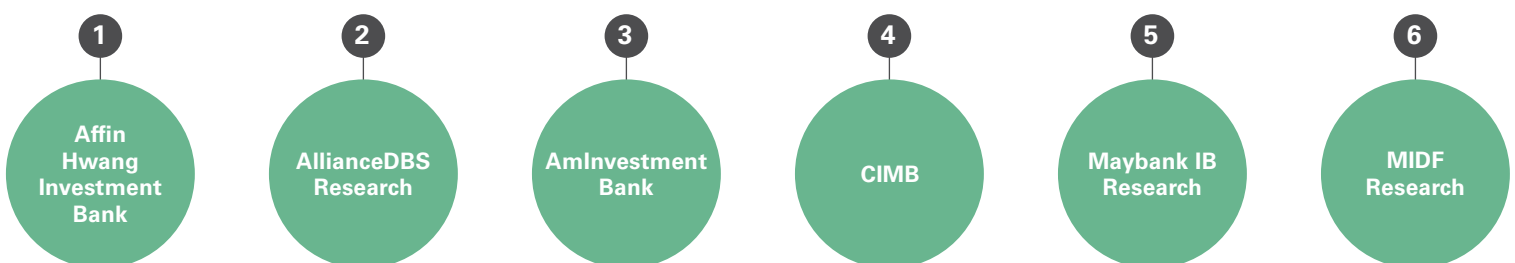 1
Affin
Hwang
Investment
Bank
2
AllianceDBS
Research
3
AmInvestment
Bank
4
CIMB
5
Maybank IB
Research
6
MIDF
Research